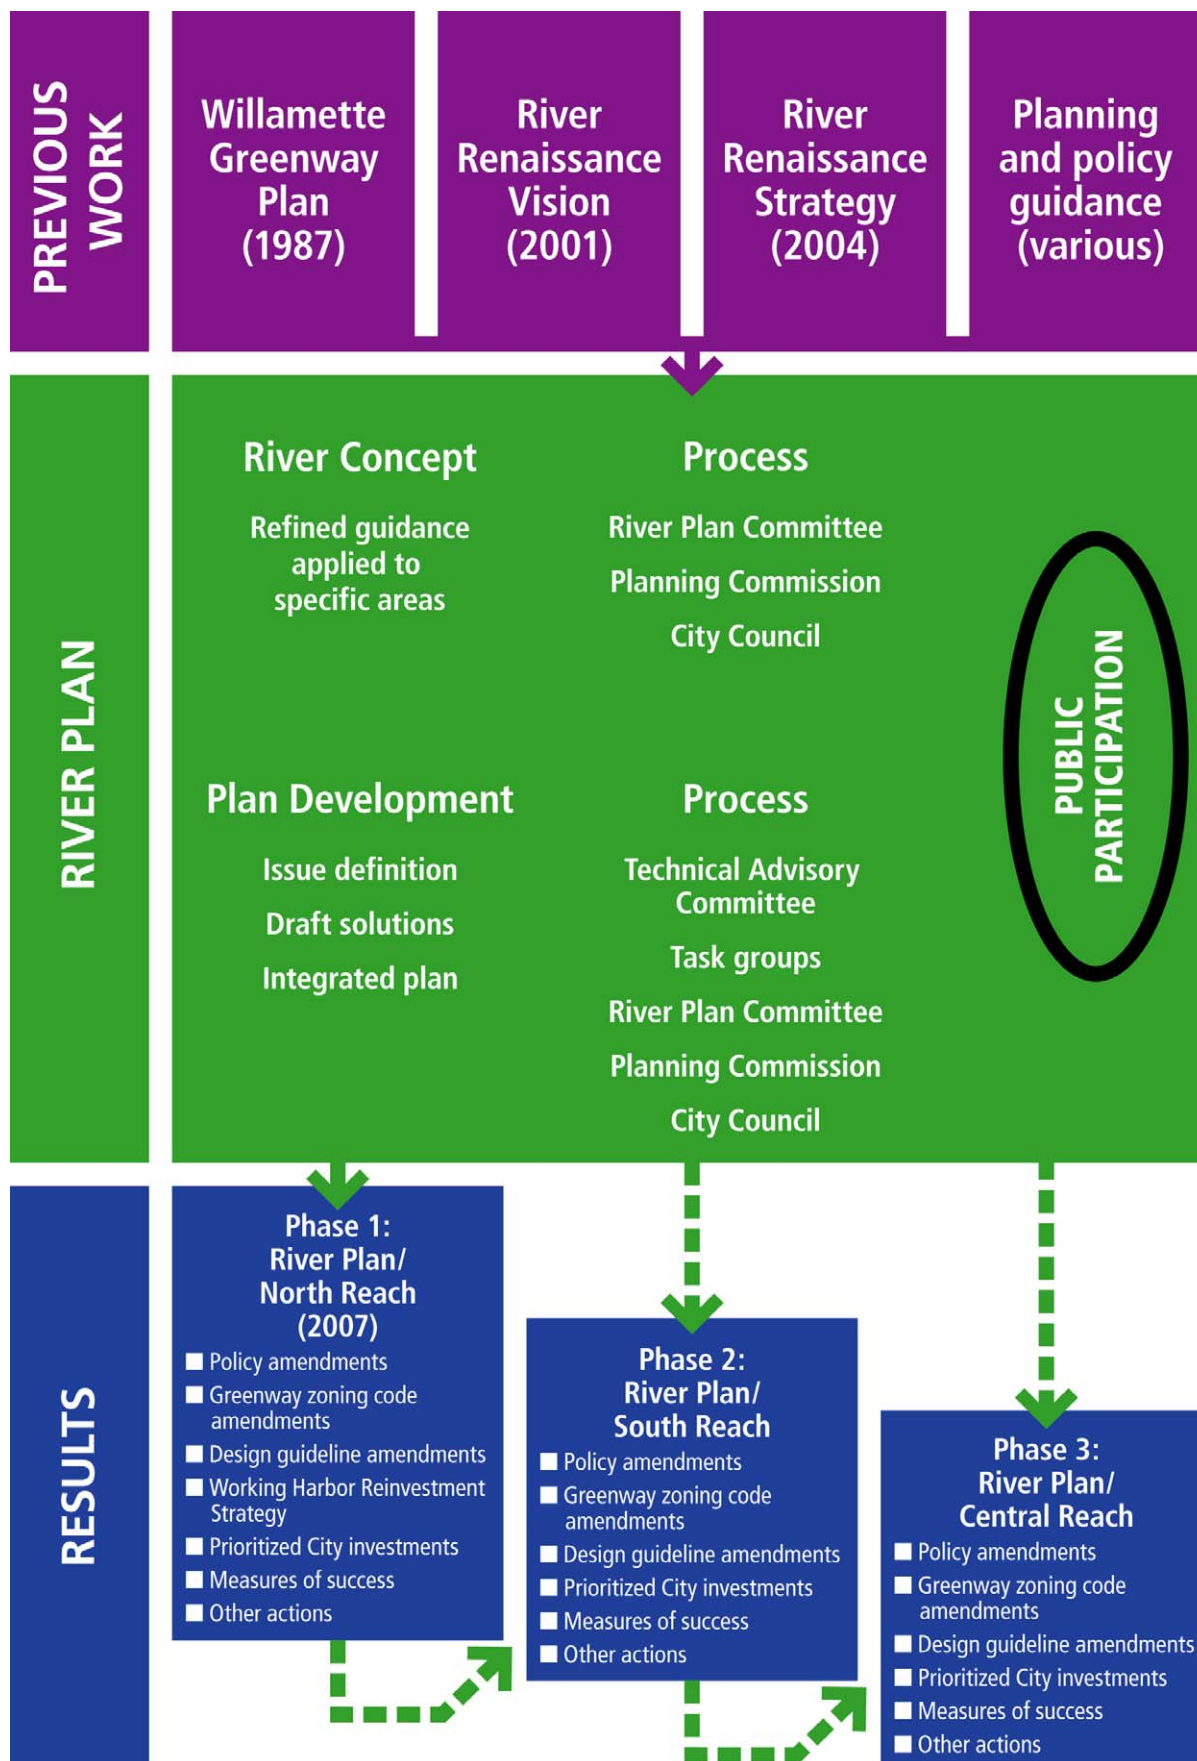 PREVIOUS
WORK
Willamette
Greenway
Plan
(1987)
River
Renaissance
Vision
(2001)
River
Renaissance
Strategy
(2004)
Planning
and policy
guidance
(various)
RIVER PLAN
River Concept
Refined guidance
applied to
specific areas
Process
River Plan Committee
Planning Commission
City Council
Plan Development
Issue definition
Draft solutions
Integrated plan
Process
Technical Advisory
Committee
Task groups
River Plan Committee
Planning Commission
City Council
PUBLIC
PARTICIPATION
RESULTS
Phase 1:
River Plan/
North Reach
(2007)
Policy amendments
Greenway zoning code
amendments
Design guideline amendments
Working Harbor Reinvestment
Strategy
Prioritized City investments
Measures of success
Other actions
Phase 2:
River Plan/
South Reach
Policy amendments
Greenway zoning code
amendments
Design guideline amendments
Prioritized City investments
Measures of success
Other actions
Phase 3:
River Plan/
Central Reach
Policy amendments
Greenway zoning code
amendments
Design guideline amendments
Prioritized City investments
Measures of success
Other actions